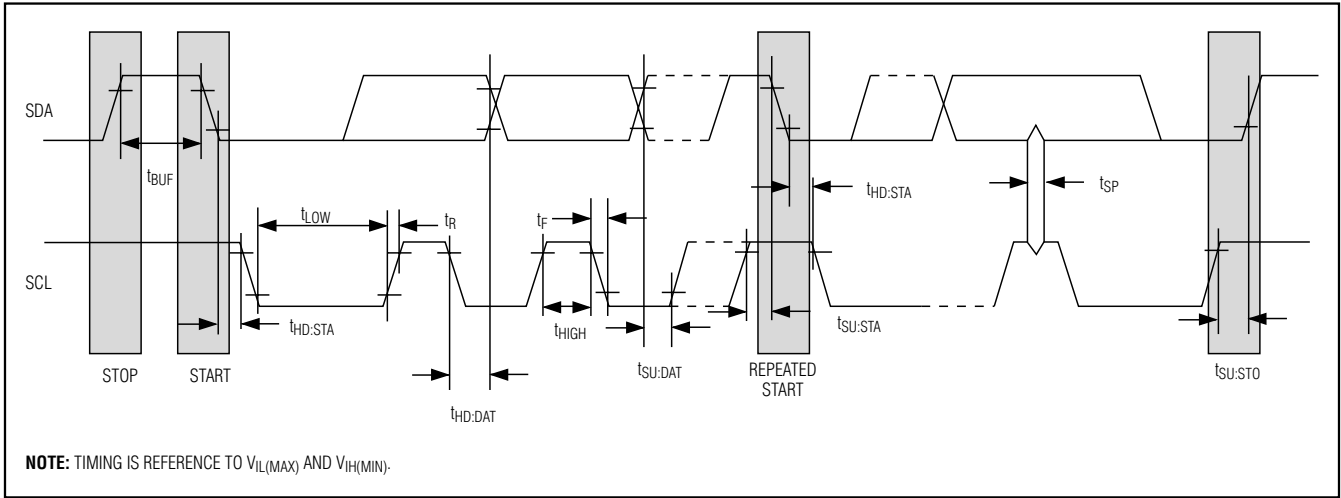 SDA
tBUF
tLOW
tR
tF
tHD:STA
tSP
SCL
tHD:STA
tHIGH
tSU:STA
tSU:DAT
tSU:STO
STOP
START
REPEATED
START
tHD:DAT
NOTE: TIMING IS REFERENCE TO VIL(MAX) AND VIH(MIN).